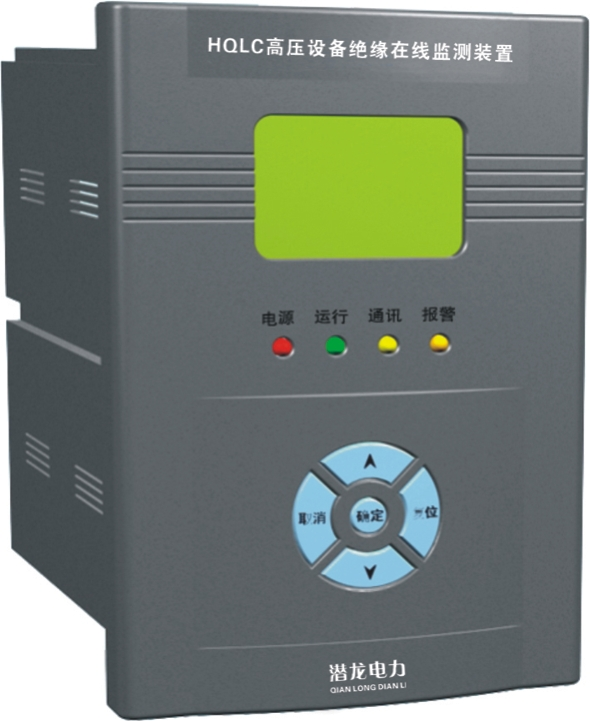 HQLC高压设备绝缘在线监测装置
电源 运行 通讯 报警
取消 确定 复位
潜龙电力
QIAN LONG DIAN LI